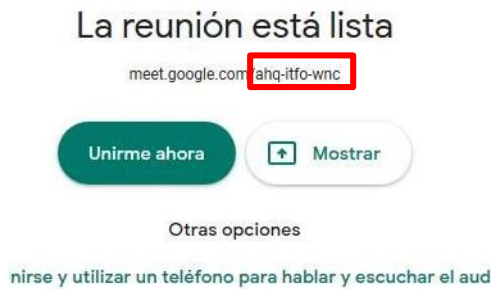 La reunión está lista
meet.google.com/ahq-itfo-wnc
Unirme ahora
Mostrar
Otras opciones
nirse y utilizar un teléfono para hablar y escuchar el aud